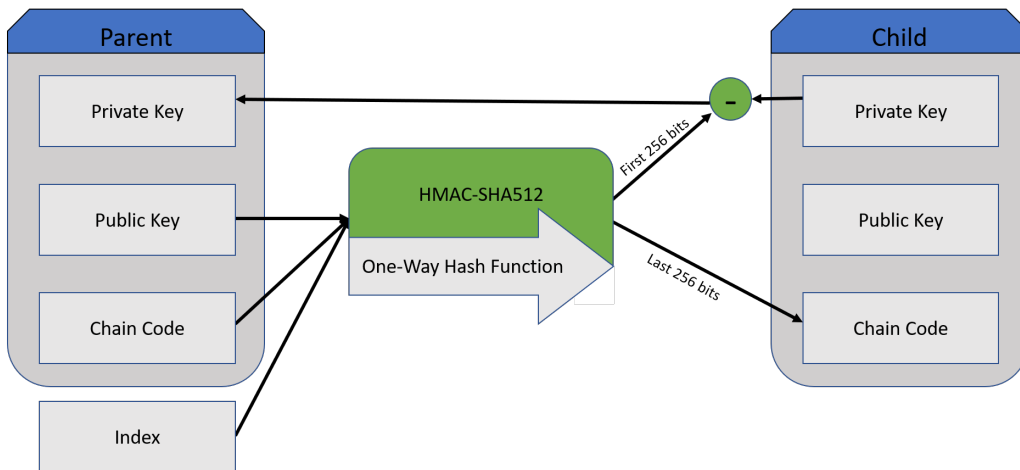 Parent
Child
Private Key
-
Private Key
First 256 bits
HMAC-SHA512
Public Key
Public Key
One-Way Hash Function
Last 256 bits
Chain Code
Chain Code
Index